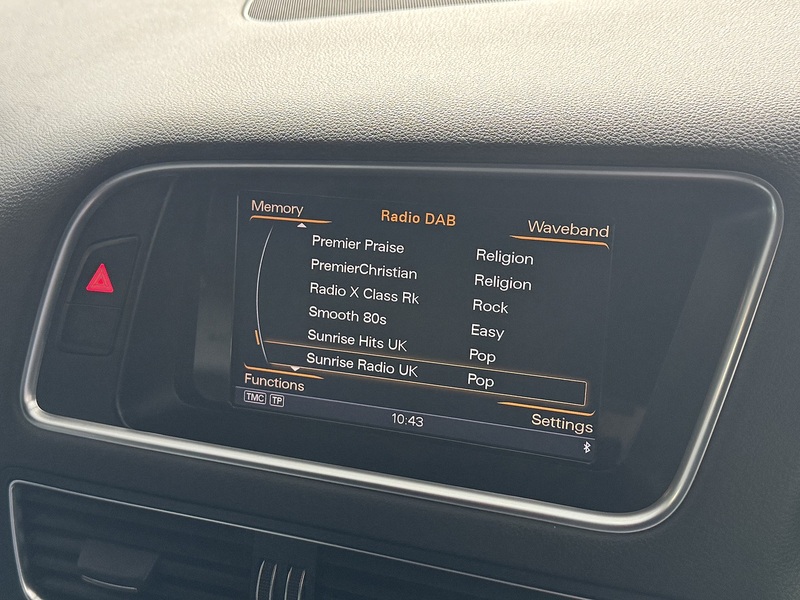 Memory Radio DAB Waveband
Premier Praise Religion
PremierChristian Religion
Radio X Class Rk Rock
Smooth 80s Easy
Sunrise Hits UK Pop
Sunrise Radio UK Pop
Functions Settings
TMC TP 10:43